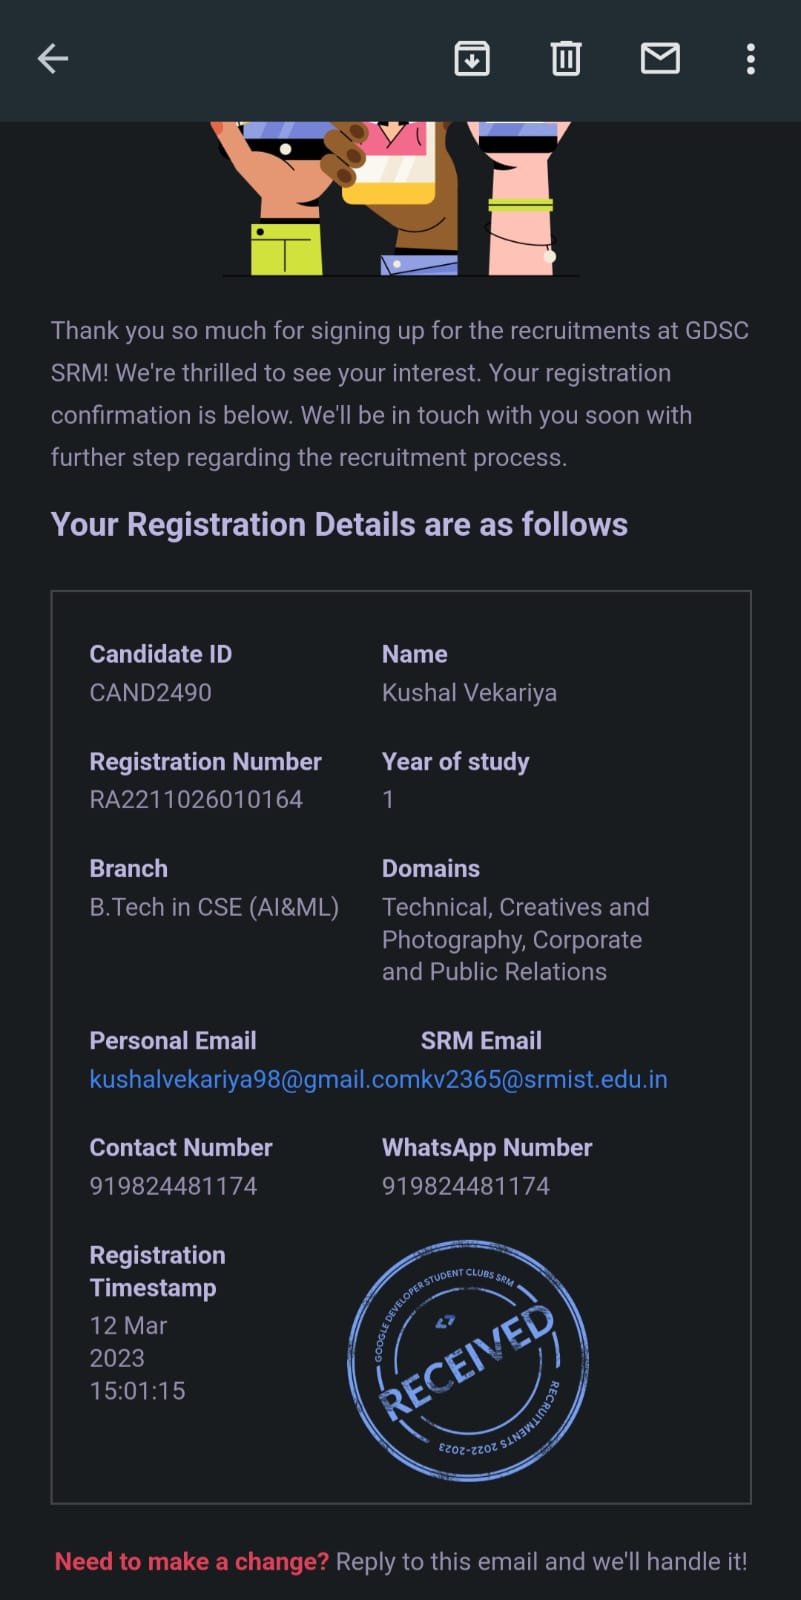 Thank you so much for signing up for the recruitments at GDSC
SRM! We're thrilled to see your interest. Your registration
confirmation is below. We'll be in touch with you soon with
further step regarding the recruitment process.
Your Registration Details are as follows
Candidate ID
CAND2490
Name
Kushal Vekariya
Registration Number
RA2211026010164
Year of study
1
Branch
B.Tech in CSE (AI&ML)
Domains
Technical, Creatives and
Photography, Corporate
and Public Relations
Personal Email
kushalvekariya98@gmail.com
SRM Email
kv2365@srmist.edu.in
Contact Number
919824481174
WhatsApp Number
919824481174
Registration
Timestamp
12 Mar
2023
15:01:15
GOOGLE DEVELOPER STUDENT CLUBS SRM
RECEIVED
RECRUITMENTS 2022-2023
Need to make a change? Reply to this email and we'll handle it!